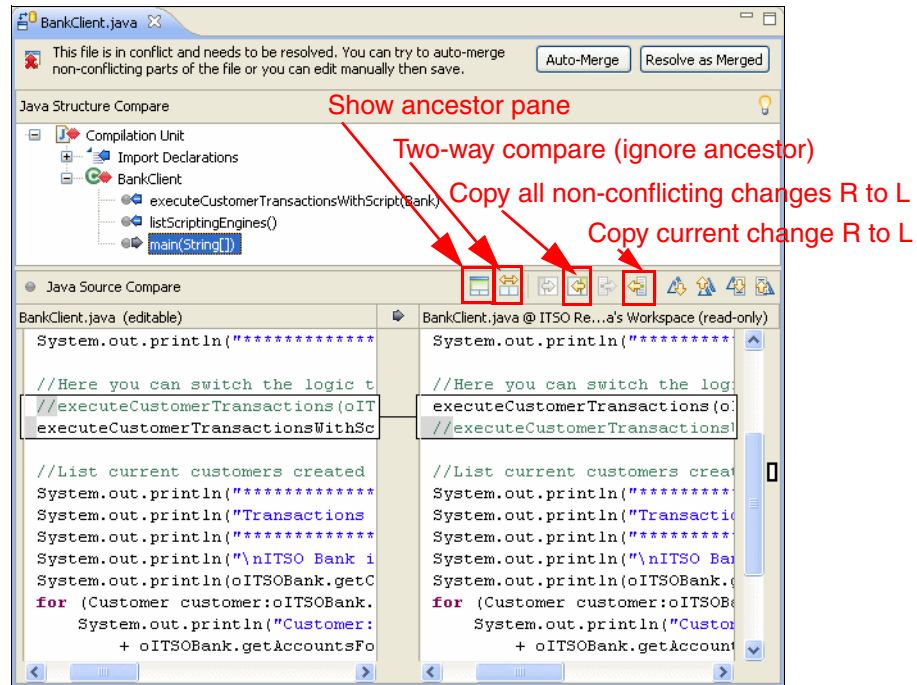 BankClient.java
This file is in conflict and needs to be resolved. You can try to auto-merge
non-conflicting parts of the file or you can edit manually then save.
Auto-Merge
Resolve as Merged
Java Structure Compare
Show ancestor pane
Compilation Unit
Import Declarations
Two-way compare (ignore ancestor)
BankClient
executeCustomerTransactionsWithScript(Bank)
Copy all non-conflicting changes R to L
listScriptingEngines()
main(String[])
Copy current change R to L
Java Source Compare
BankClient.java (editable)
BankClient.java @ ITSO Re...a's Workspace (read-only)
System.out.println("*************
//Here you can switch the logic t
//executeCustomerTransactions(oIT
executeCustomerTransactionsWithSc
//List current customers created
System.out.println("*************
System.out.println("Transactions
System.out.println("*************
System.out.println("\nITSO Bank i
System.out.println(oITSOBank.getC
for (Customer customer:oITSOBank.
System.out.println("Customer:
+ oITSOBank.getAccountsFo
System.out.println("*********
//Here you can switch the log
executeCustomerTransactions(o
//executeCustomerTransactions
//List current customers crea
System.out.println("*********
System.out.println("Transactio
System.out.println("*********
System.out.println("\nITSO Ba
System.out.println(oITSOBank.g
for (Customer customer:oITSOB
System.out.println("Custo
+ oITSOBank.getAccoun